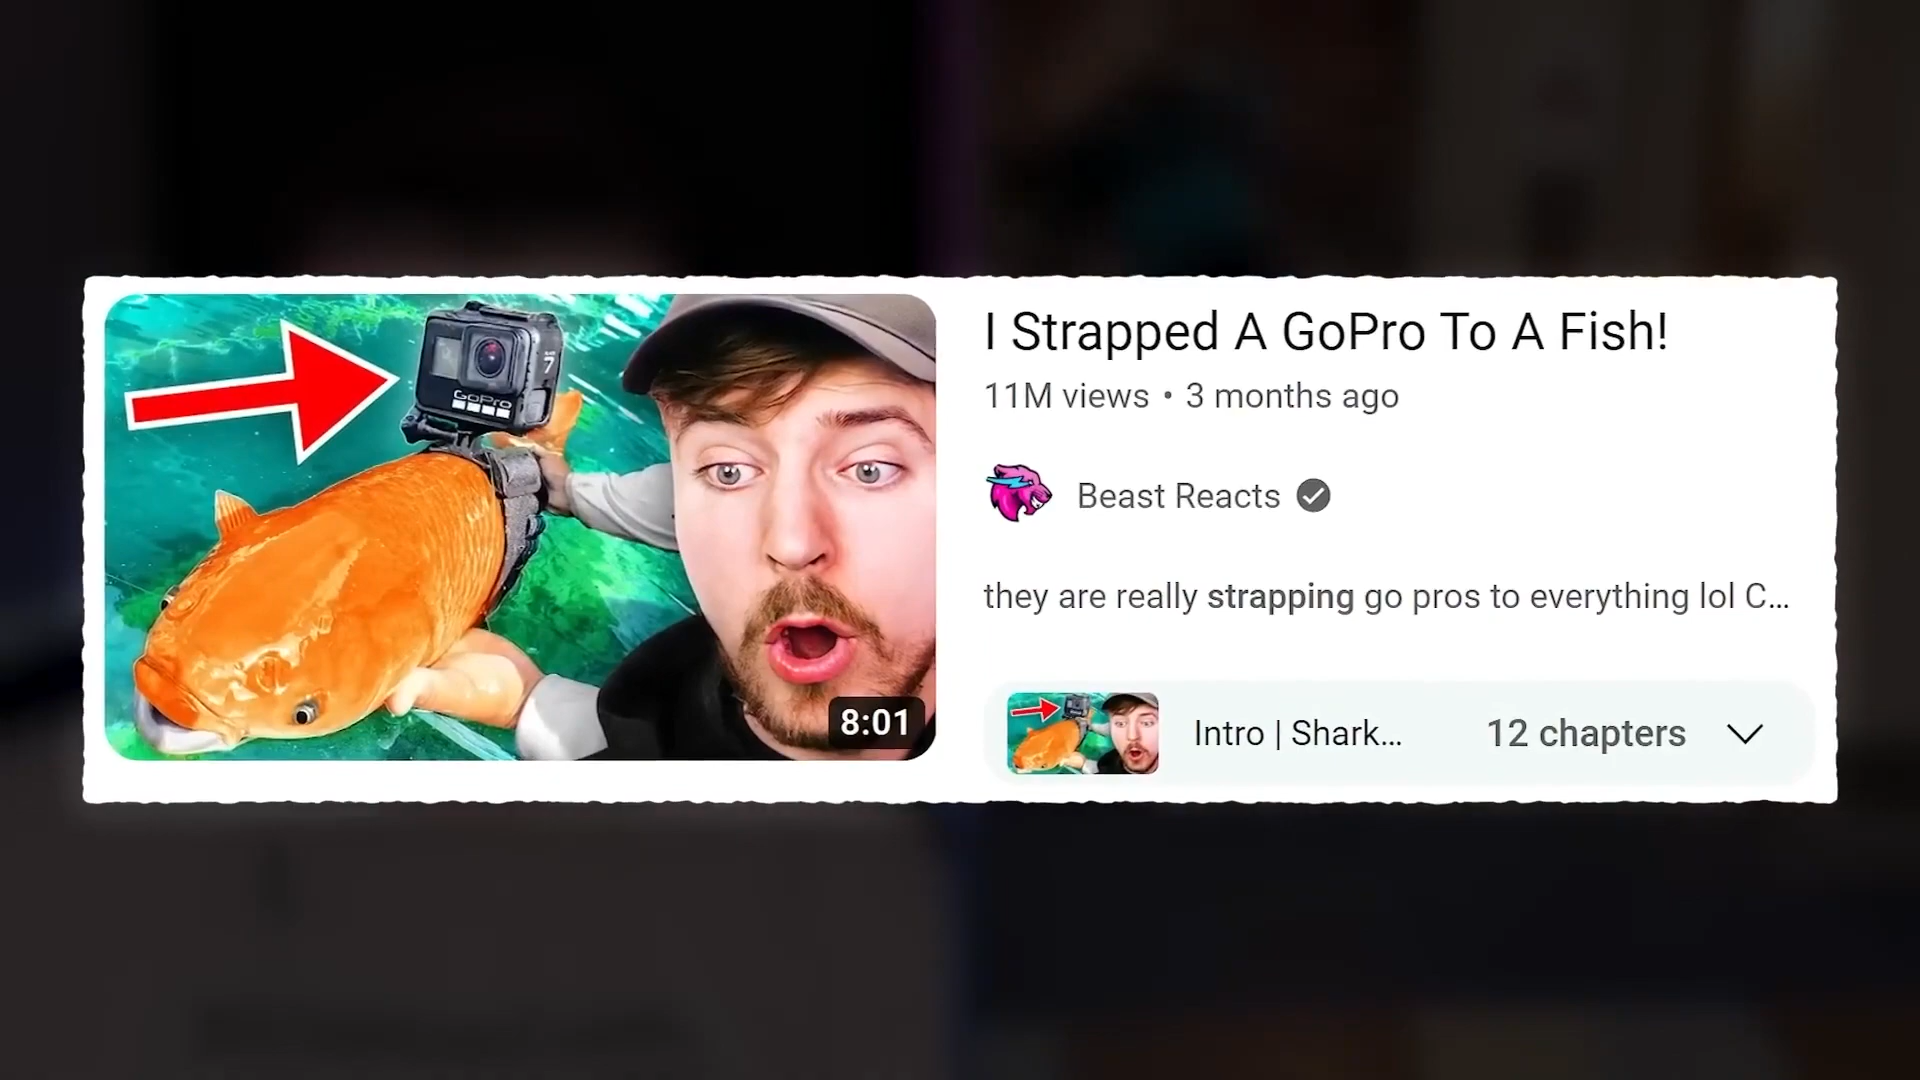 7
GoPro
8:01
I Strapped A GoPro To A Fish!
11M views • 3 months ago
Beast Reacts
they are really strapping go pros to everything lol C...
Intro | Shark...
12 chapters